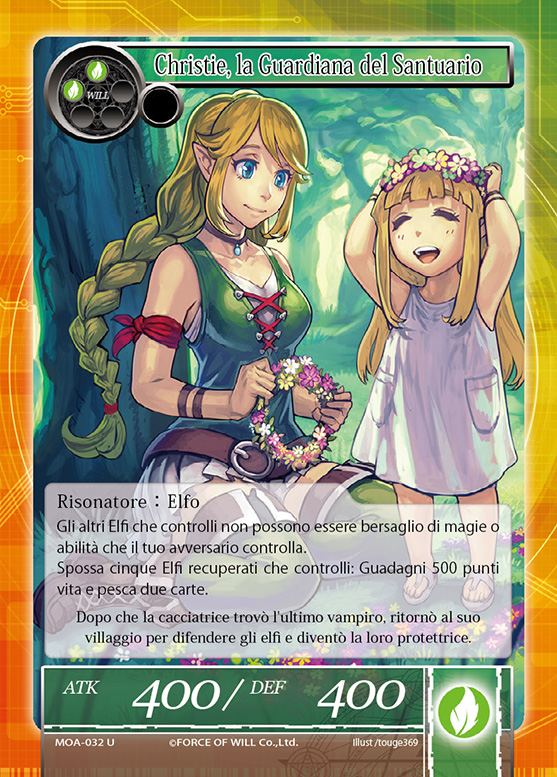 Christie, la Guardiana del Santuario
WILL
Risonatore : Elfo
Gli altri Elfi che controlli non possono essere bersaglio di magie o
abilità che il tuo avversario controlla.
Spossa cinque Elfi recuperati che controlli: Guadagni 500 punti
vita e pesca due carte.
Dopo che la cacciatrice trovò l'ultimo vampiro, ritornò al suo
villaggio per difendere gli elfi e diventò la loro protettrice.
ATK 400 / DEF 400
MOA-032 U ©FORCE OF WILL Co.,Ltd. Illust /touge369